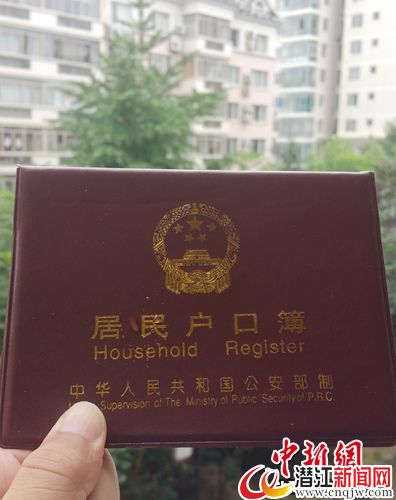 居民户口簿
Household Register
中华人民共和国公安部制
Supervision of The Ministry of Public Security of P.R.C.
中新网
潜江新闻网
www.cnqjw.com